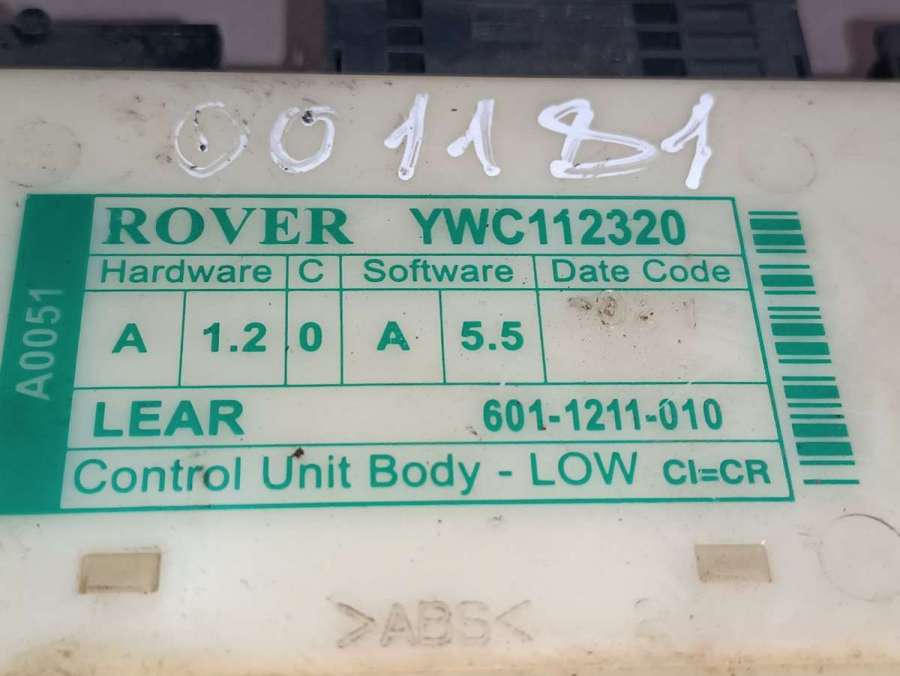 001181
ROVER YWC112320
Hardware C Software Date Code
A 1.2 0 A 5.5
A0051
LEAR 601-1211-010
Control Unit Body - LOW CI=CR
>ABS<